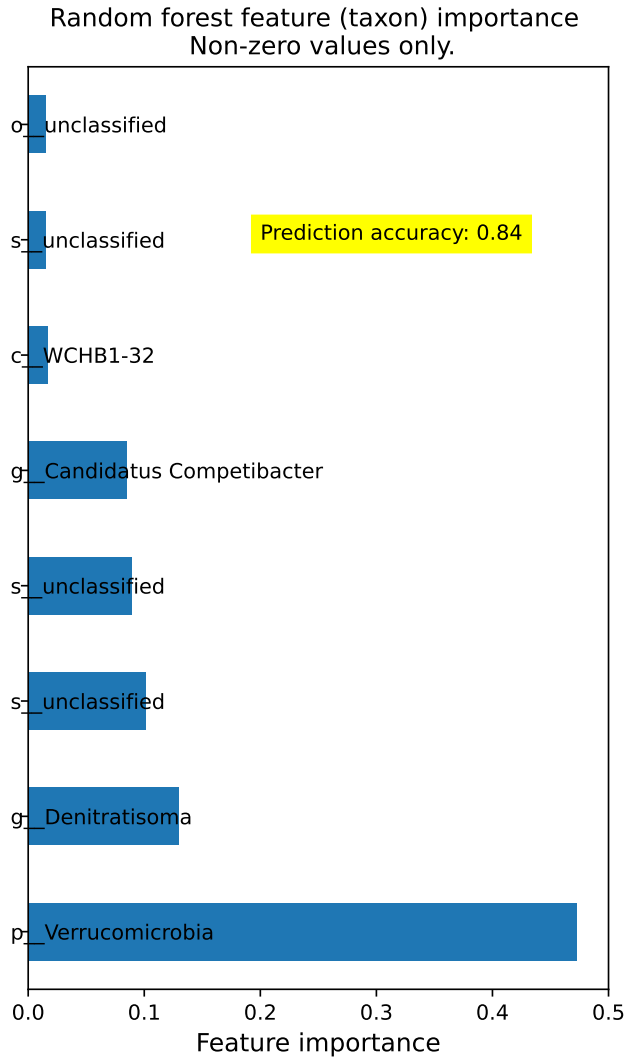 Random forest feature (taxon) importance
Non-zero values only.
o__unclassified
s__unclassified
Prediction accuracy: 0.84
c__WCHB1-32
g__Candidatus Competibacter
s__unclassified
s__unclassified
g__Denitratisoma
p__Verrucomicrobia
0.0 0.1 0.2 0.3 0.4 0.5
Feature importance